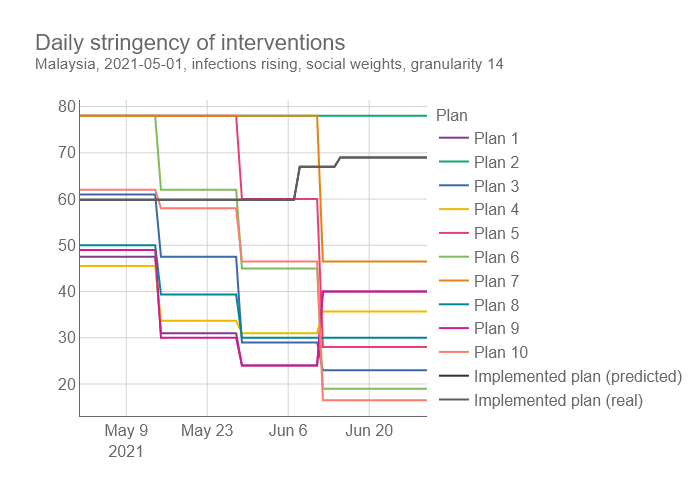 Daily stringency of interventions
Malaysia, 2021-05-01, infections rising, social weights, granularity 14
80
70
60
50
40
30
20
May 9
2021
May 23
Jun 6
Jun 20
Plan
Plan 1
Plan 2
Plan 3
Plan 4
Plan 5
Plan 6
Plan 7
Plan 8
Plan 9
Plan 10
Implemented plan (predicted)
Implemented plan (real)